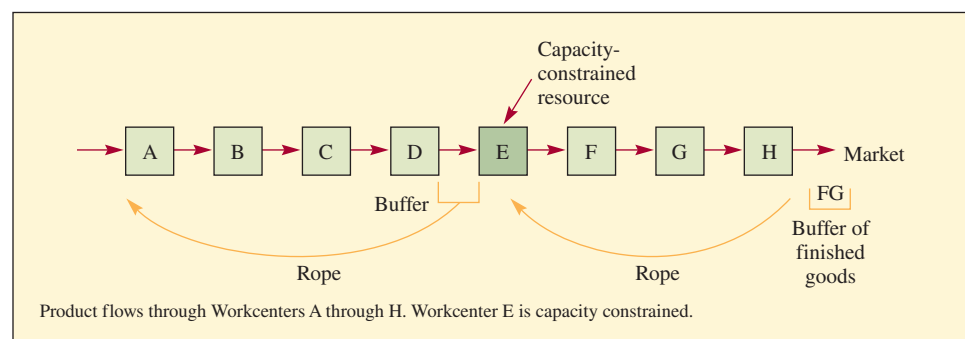 Capacity-
constrained
resource
A B C D E F G H Market
Buffer
FG
Buffer of
finished
goods
Rope
Rope
Product flows through Workcenters A through H. Workcenter E is capacity constrained.